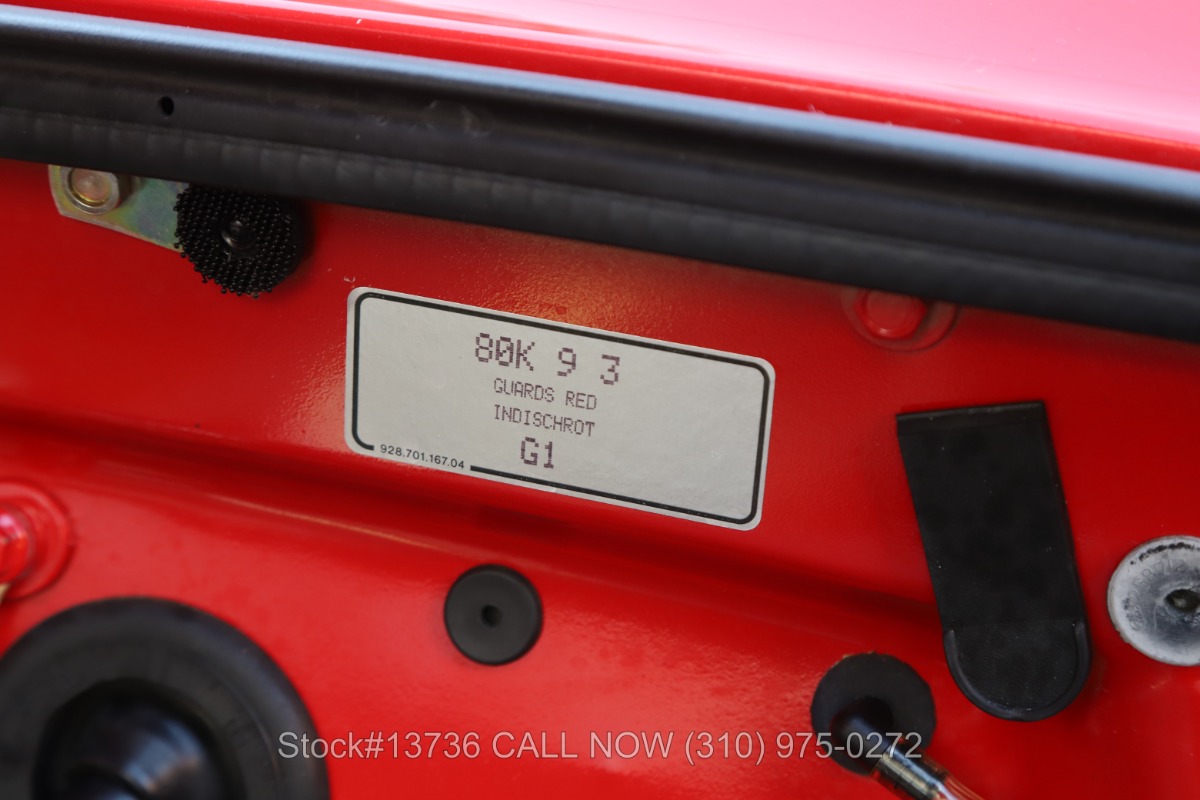 80K 9 3
GUARDS RED
INDISCHROT
G1
928.701.167.04
Stock#13736 CALL NOW (310) 975-0272